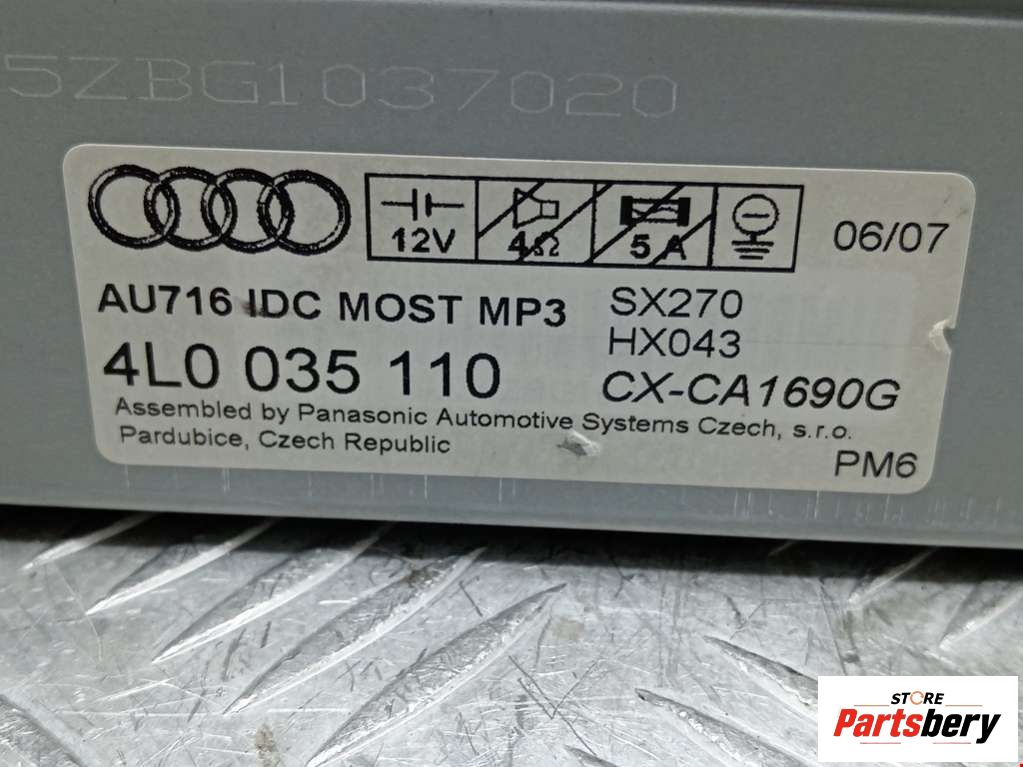 5ZBG1037020
12V 4Ω 5 A 06/07
AU716 IDC MOST MP3 SX270
HX043
4L0 035 110 CX-CA1690G
Assembled by Panasonic Automotive Systems Czech, s.r.o.
Pardubice, Czech Republic
PM6
STORE
Partsbery